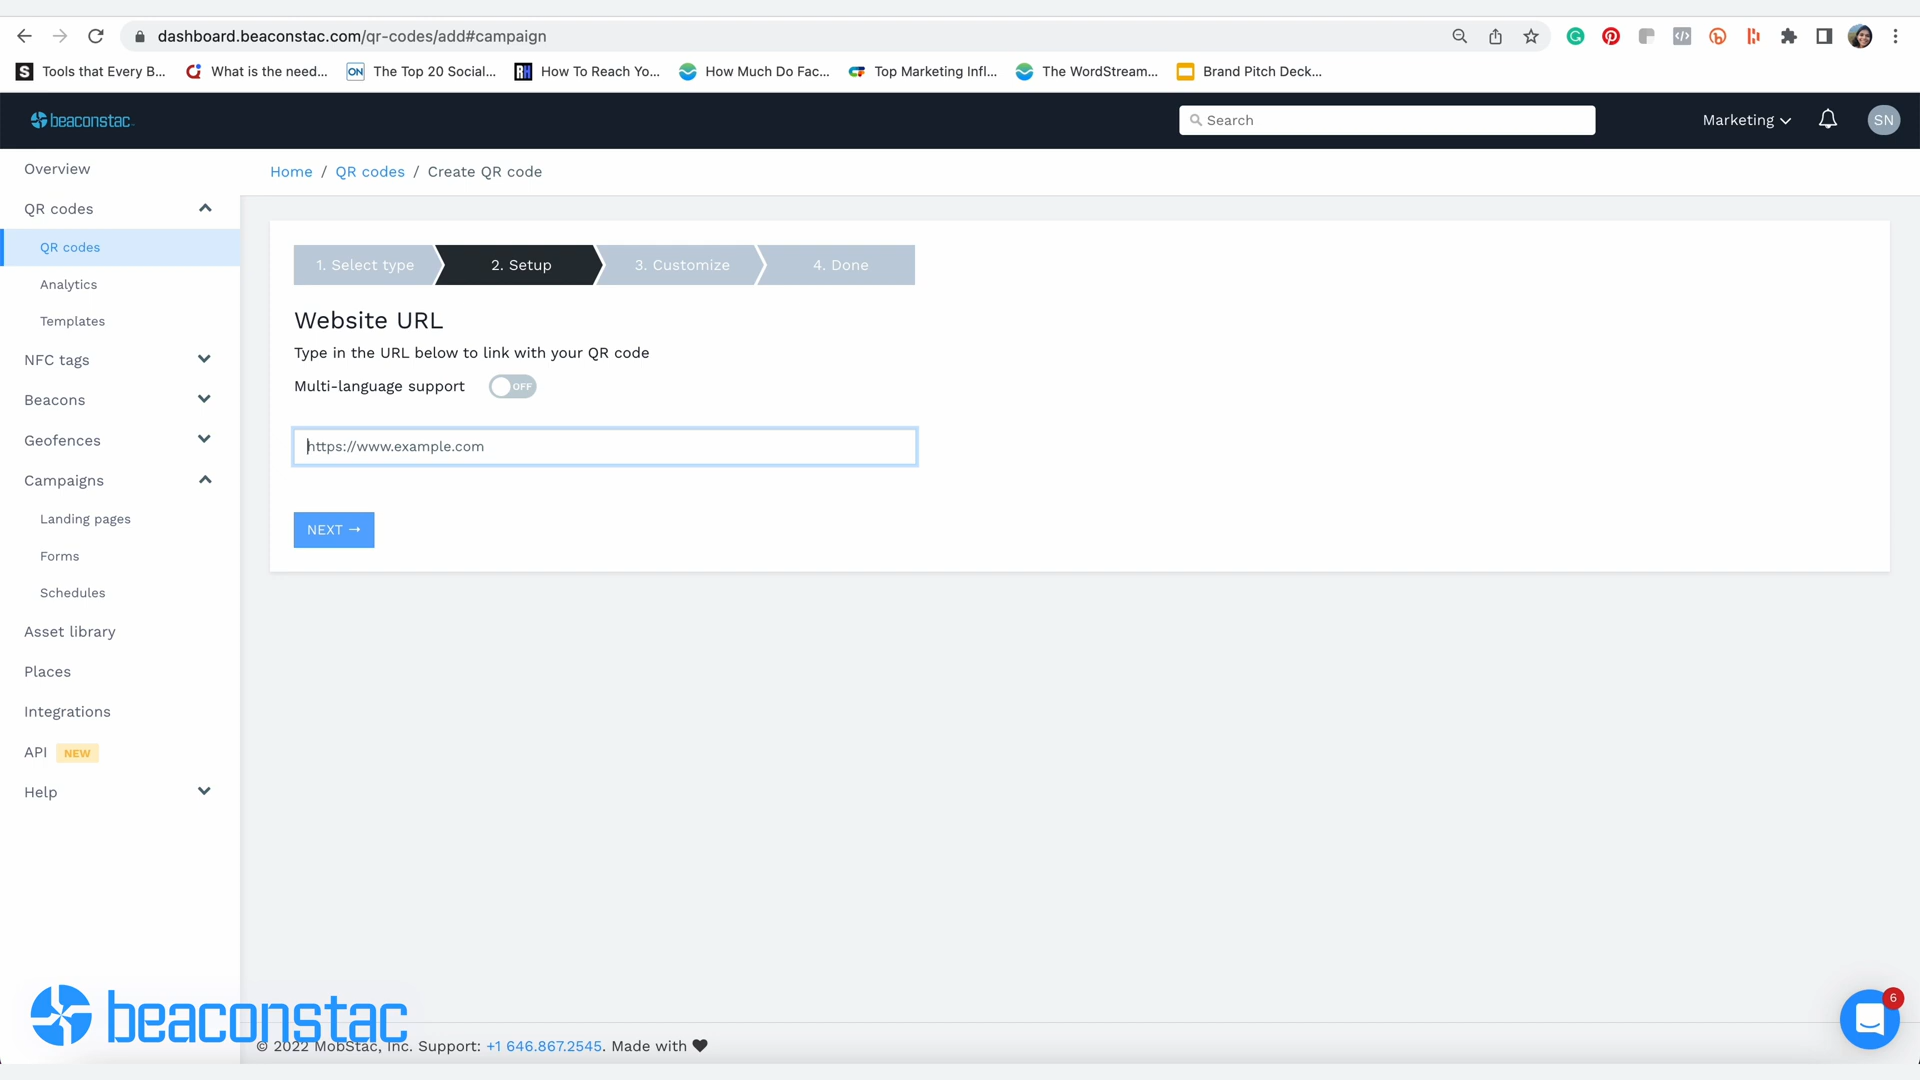 dashboard.beaconstac.com/qr-codes/add#campaign
S Tools that Every B... What is the need... ON The Top 20 Social... RH How To Reach Yo... How Much Do Fac... Top Marketing Infl... The WordStream... Brand Pitch Deck...
beaconstac
Search
Marketing
SN
Overview
QR codes
QR codes
Analytics
Templates
NFC tags
Beacons
Geofences
Campaigns
Landing pages
Forms
Schedules
Asset library
Places
Integrations
API NEW
Help
Home / QR codes / Create QR code
1. Select type 2. Setup 3. Customize 4. Done
Website URL
Type in the URL below to link with your QR code
Multi-language support OFF
https://www.example.com
NEXT →
beaconstac
© 2022 MobStac, Inc. Support: +1 646.867.2545. Made with
6